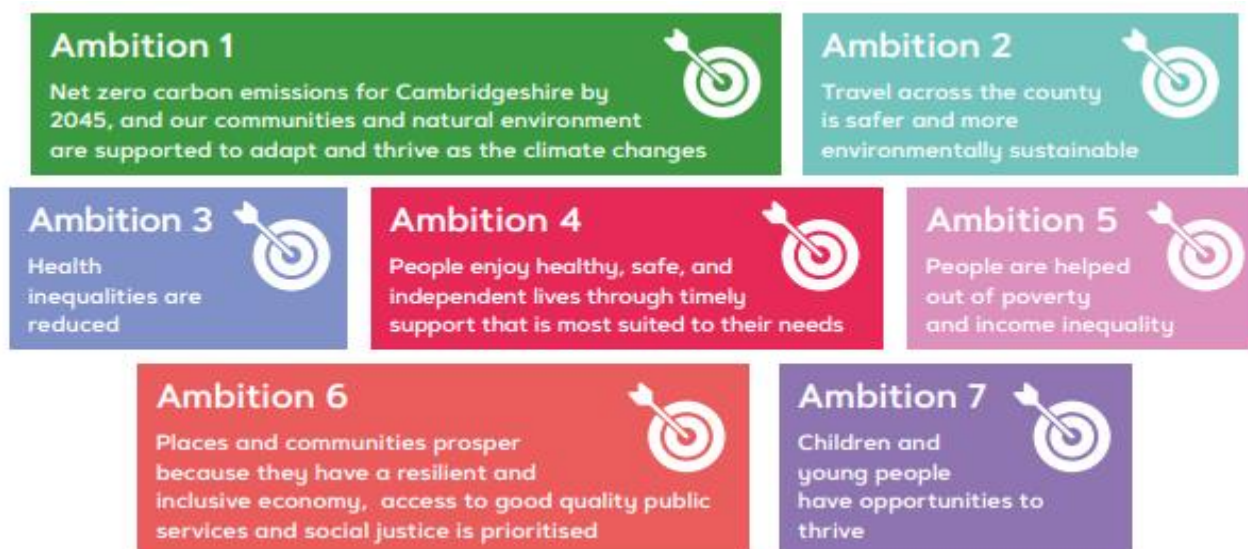 Ambition 1
Net zero carbon emissions for Cambridgeshire by
2045, and our communities and natural environment
are supported to adapt and thrive as the climate changes
Ambition 2
Travel across the county
is safer and more
environmentally sustainable
Ambition 3
Health
inequalities are
reduced
Ambition 4
People enjoy healthy, safe, and
independent lives through timely
support that is most suited to their needs
Ambition 5
People are helped
out of poverty
and income inequality
Ambition 6
Places and communities prosper
because they have a resilient and
inclusive economy, access to good quality public
services and social justice is prioritised
Ambition 7
Children and
young people
have opportunities to
thrive